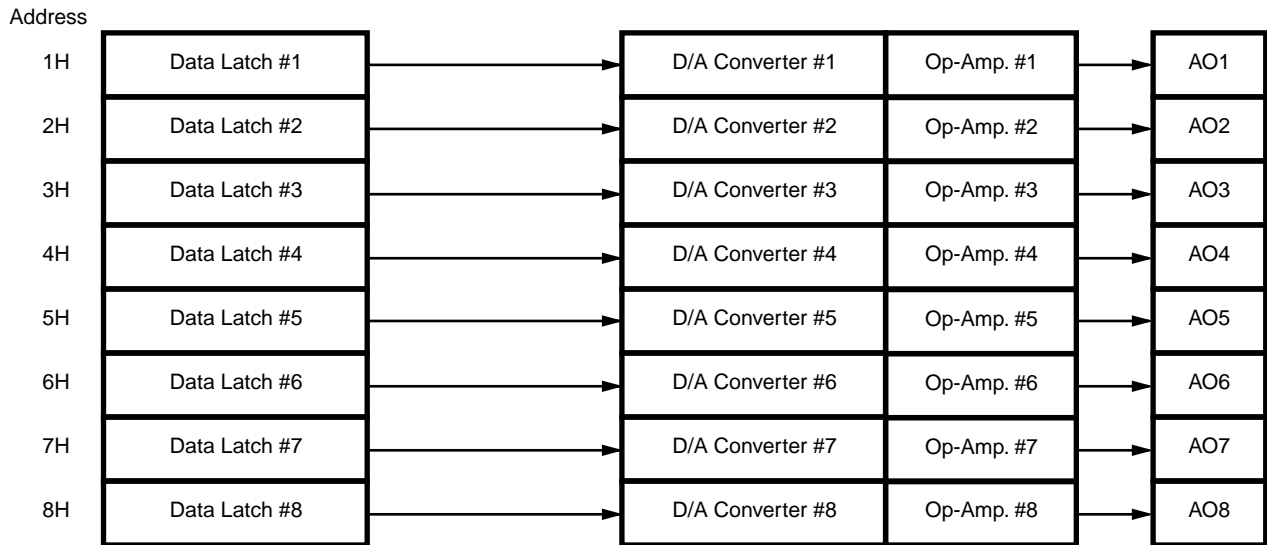 Address
1H Data Latch #1 D/A Converter #1 Op-Amp. #1 AO1
2H Data Latch #2 D/A Converter #2 Op-Amp. #2 AO2
3H Data Latch #3 D/A Converter #3 Op-Amp. #3 AO3
4H Data Latch #4 D/A Converter #4 Op-Amp. #4 AO4
5H Data Latch #5 D/A Converter #5 Op-Amp. #5 AO5
6H Data Latch #6 D/A Converter #6 Op-Amp. #6 AO6
7H Data Latch #7 D/A Converter #7 Op-Amp. #7 AO7
8H Data Latch #8 D/A Converter #8 Op-Amp. #8 AO8